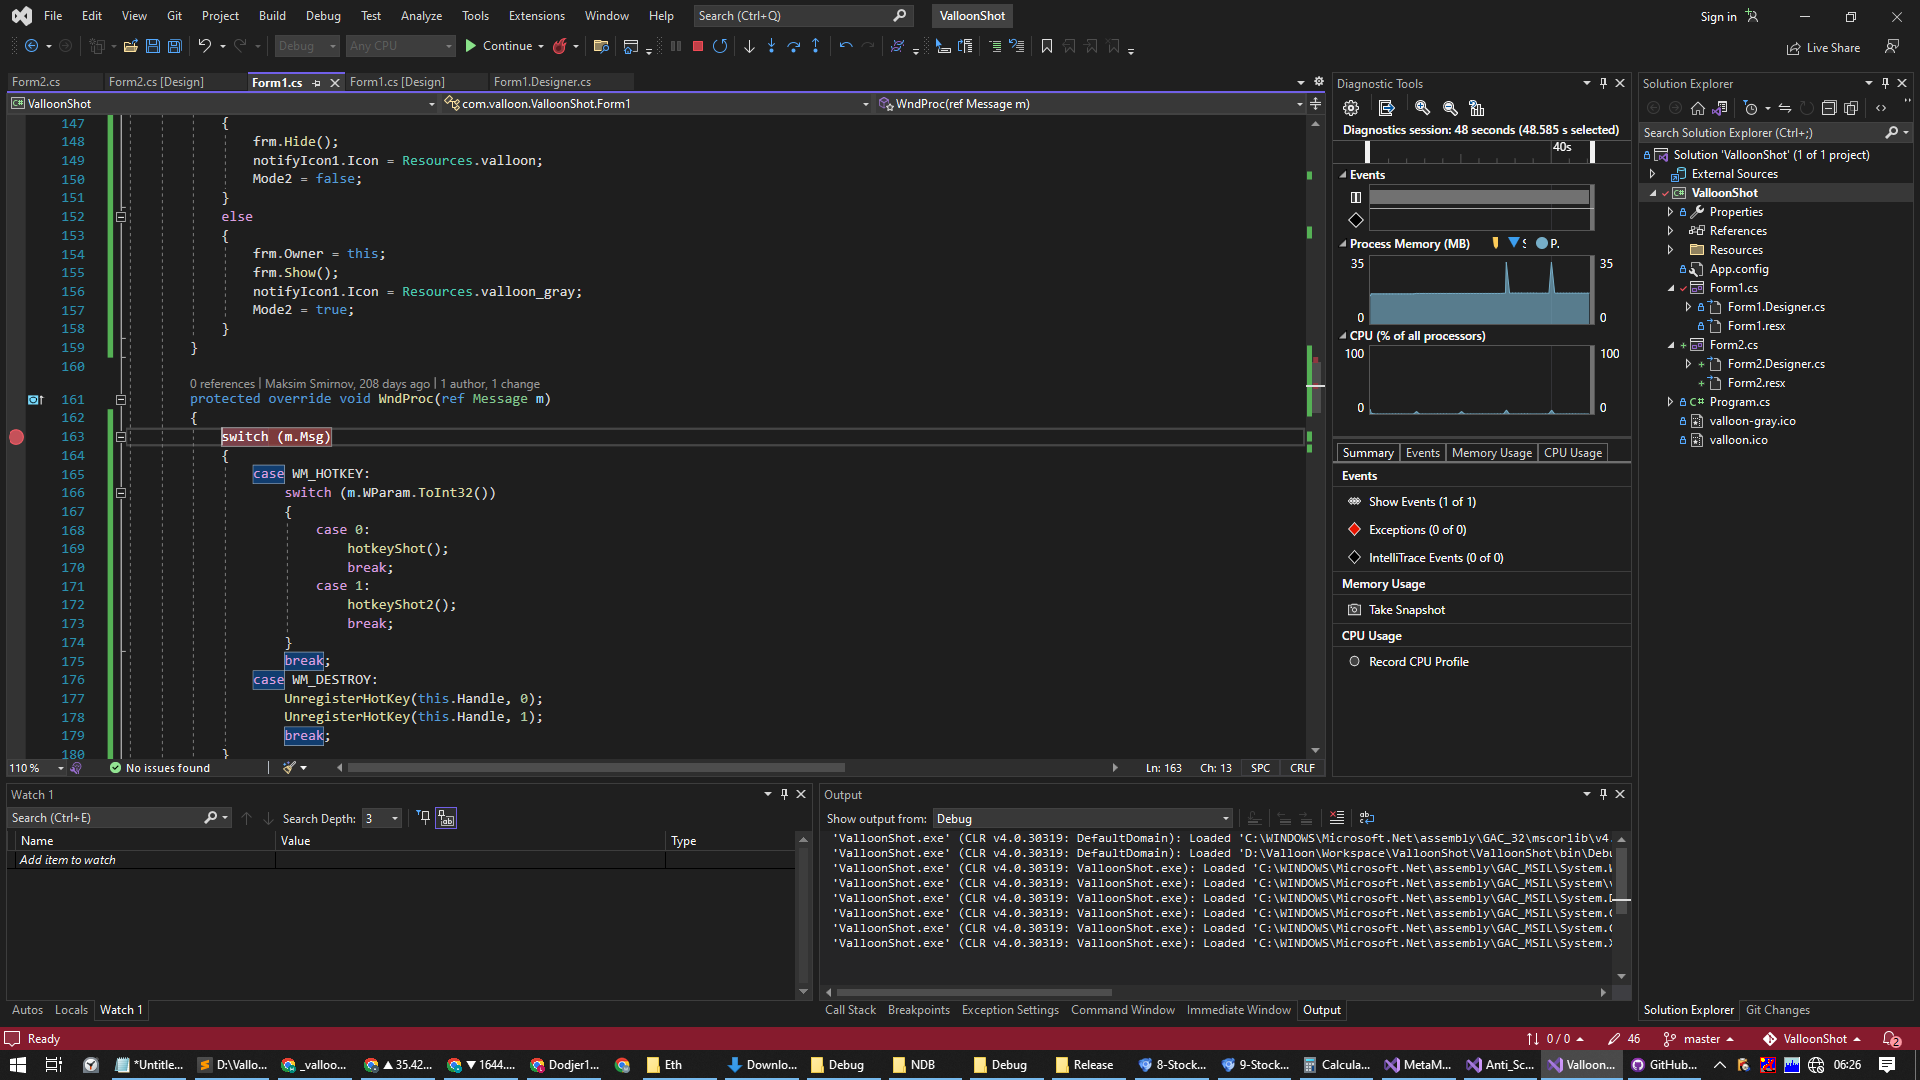 File Edit View Git Project Build Debug Test Analyze Tools Extensions Window Help Search (Ctrl+Q) ValloonShot Sign in
Debug Any CPU Continue Live Share
Form2.cs Form2.cs [Design] Form1.cs Form1.cs [Design] Form1.Designer.cs
ValloonShot com.valloon.ValloonShot.Form1 WndProc(ref Message m)
147 {
148 frm.Hide();
149 notifyIcon1.Icon = Resources.valloon;
150 Mode2 = false;
151 }
152 else
153 {
154 frm.Owner = this;
155 frm.Show();
156 notifyIcon1.Icon = Resources.valloon_gray;
157 Mode2 = true;
158 }
159 }
160
0 references | Maksim Smirnov, 208 days ago | 1 author, 1 change
161 protected override void WndProc(ref Message m)
162 {
163 switch (m.Msg)
164 {
165 case WM_HOTKEY:
166 switch (m.WParam.ToInt32())
167 {
168 case 0:
169 hotkeyShot();
170 break;
171 case 1:
172 hotkeyShot2();
173 break;
174 }
175 break;
176 case WM_DESTROY:
177 UnregisterHotKey(this.Handle, 0);
178 UnregisterHotKey(this.Handle, 1);
179 break;
180 }
110 % No issues found Ln: 163 Ch: 13 SPC CRLF
Diagnostic Tools
Diagnostics session: 48 seconds (48.585 s selected)
40s
Events
Process Memory (MB) S P.
35 35
0 0
CPU (% of all processors)
100 100
0 0
Summary Events Memory Usage CPU Usage
Events
Show Events (1 of 1)
Exceptions (0 of 0)
IntelliTrace Events (0 of 0)
Memory Usage
Take Snapshot
CPU Usage
Record CPU Profile
Solution Explorer
Search Solution Explorer (Ctrl+;)
Solution 'ValloonShot' (1 of 1 project)
External Sources
ValloonShot
Properties
References
Resources
App.config
Form1.cs
Form1.Designer.cs
Form1.resx
Form2.cs
Form2.Designer.cs
Form2.resx
Program.cs
valloon-gray.ico
valloon.ico
Watch 1
Search (Ctrl+E) Search Depth: 3
Name Value Type
Add item to watch
Autos Locals Watch 1
Output
Show output from: Debug
'ValloonShot.exe' (CLR v4.0.30319: DefaultDomain): Loaded 'C:\WINDOWS\Microsoft.Net\assembly\GAC_32\mscorlib\v4.
'ValloonShot.exe' (CLR v4.0.30319: DefaultDomain): Loaded 'D:\Valloon\Workspace\ValloonShot\ValloonShot\bin\Debu
'ValloonShot.exe' (CLR v4.0.30319: ValloonShot.exe): Loaded 'C:\WINDOWS\Microsoft.Net\assembly\GAC_MSIL\System.W
'ValloonShot.exe' (CLR v4.0.30319: ValloonShot.exe): Loaded 'C:\WINDOWS\Microsoft.Net\assembly\GAC_MSIL\System\v
'ValloonShot.exe' (CLR v4.0.30319: ValloonShot.exe): Loaded 'C:\WINDOWS\Microsoft.Net\assembly\GAC_MSIL\System.D
'ValloonShot.exe' (CLR v4.0.30319: ValloonShot.exe): Loaded 'C:\WINDOWS\Microsoft.Net\assembly\GAC_MSIL\System.C
'ValloonShot.exe' (CLR v4.0.30319: ValloonShot.exe): Loaded 'C:\WINDOWS\Microsoft.Net\assembly\GAC_MSIL\System.C
'ValloonShot.exe' (CLR v4.0.30319: ValloonShot.exe): Loaded 'C:\WINDOWS\Microsoft.Net\assembly\GAC_MSIL\System.X
Call Stack Breakpoints Exception Settings Command Window Immediate Window Output
Solution Explorer Git Changes
Ready 0 / 0 46 master ValloonShot 2
*Untitle... D:\Vallo... _valloo... ▲ 35.42... ▼ 1644.... Dodjer1... Eth Downlo... Debug NDB Debug Release 8-Stock... 9-Stock... Calcula... MetaM... Anti_Sc... Valloon... GitHub... 06:26